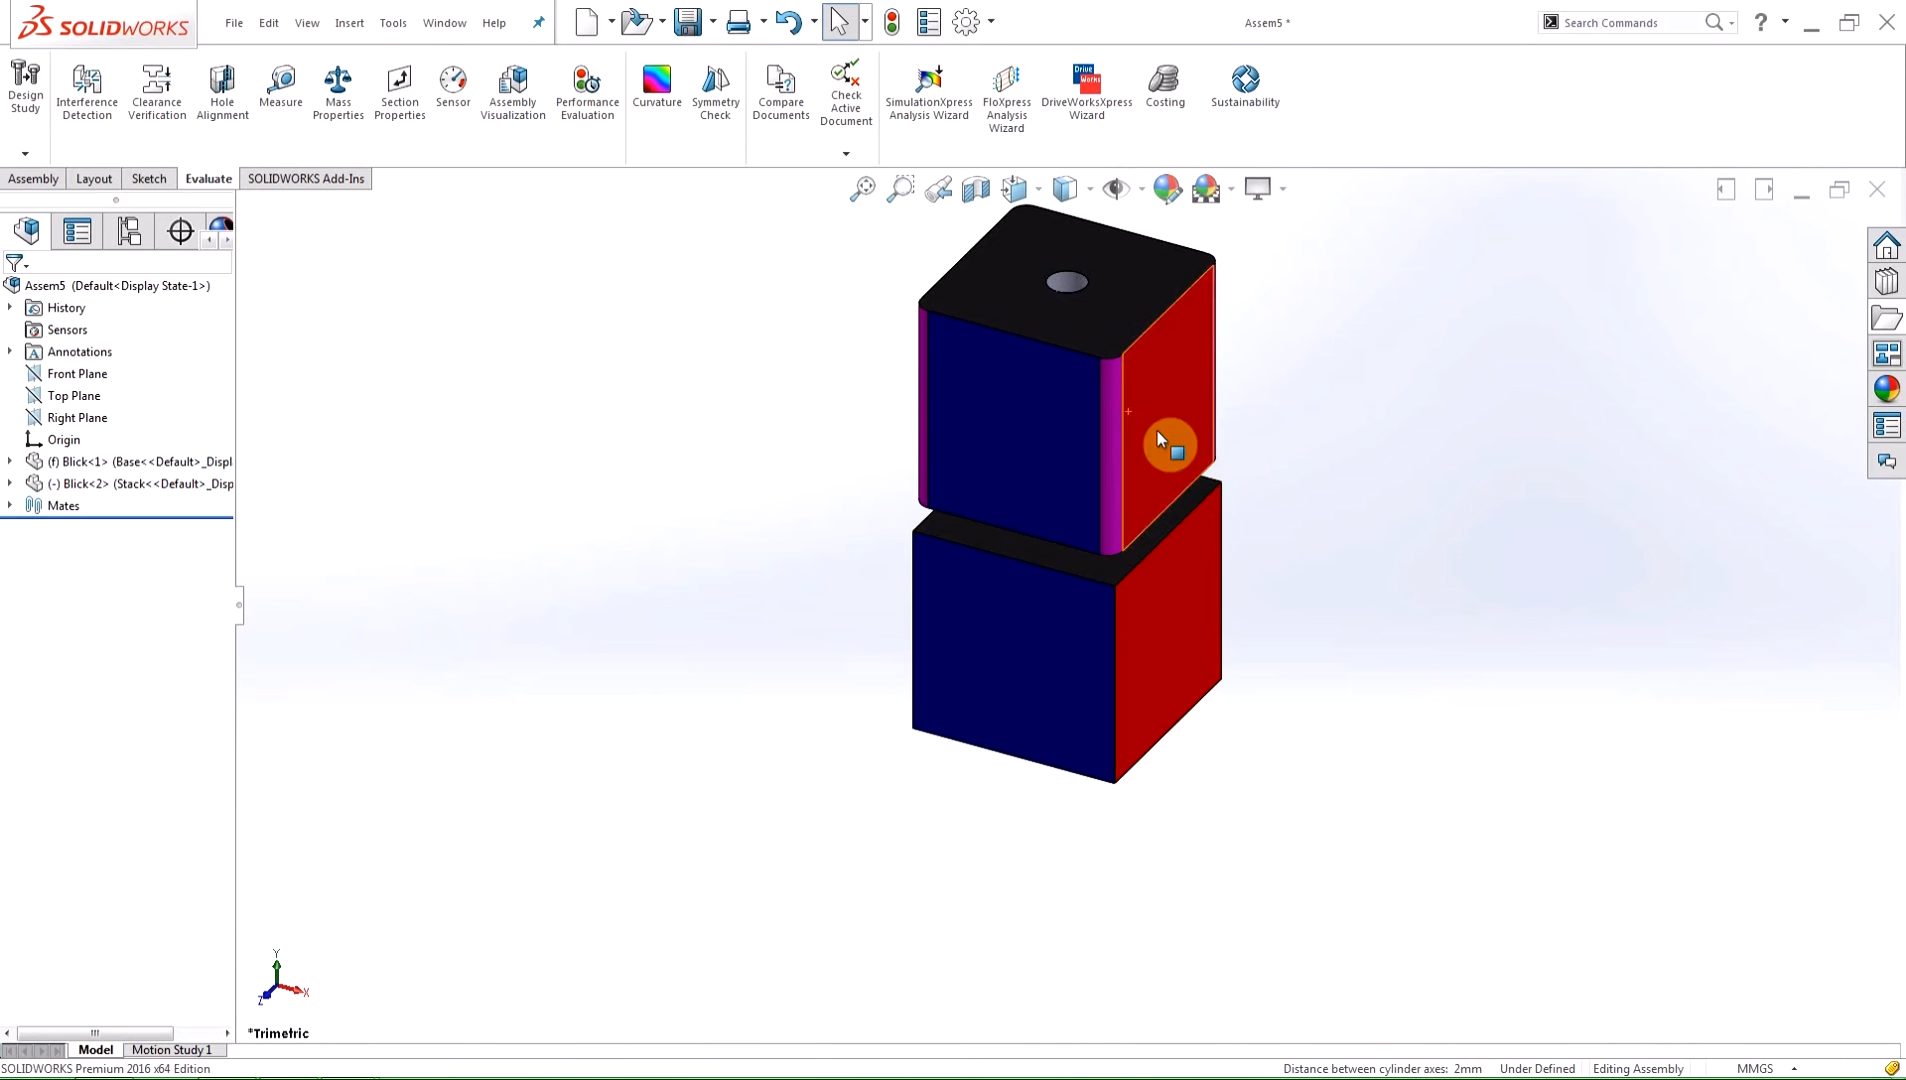 SOLIDWORKS
File Edit View Insert Tools Window Help
Assem5 *
Search Commands
?
Design Study
Interference Detection
Clearance Verification
Hole Alignment
Measure
Mass Properties
Section Properties
Sensor
Assembly Visualization
Performance Evaluation
Curvature
Symmetry Check
Compare Documents
Check Active Document
SimulationXpress Analysis Wizard
FloXpress Analysis Wizard
Drive Works
DriveWorksXpress Wizard
Costing
Sustainability
Assembly Layout Sketch Evaluate SOLIDWORKS Add-Ins
Assem5 (Default<Display State-1>)
History
Sensors
A Annotations
Front Plane
Top Plane
Right Plane
Origin
(f) Blick<1> (Base<<Default>_Displ
(-) Blick<2> (Stack<<Default>_Disp
Mates
Y
X
Z
*Trimetric
Model Motion Study 1
SOLIDWORKS Premium 2016 x64 Edition
Distance between cylinder axes: 2mm Under Defined Editing Assembly MMGS